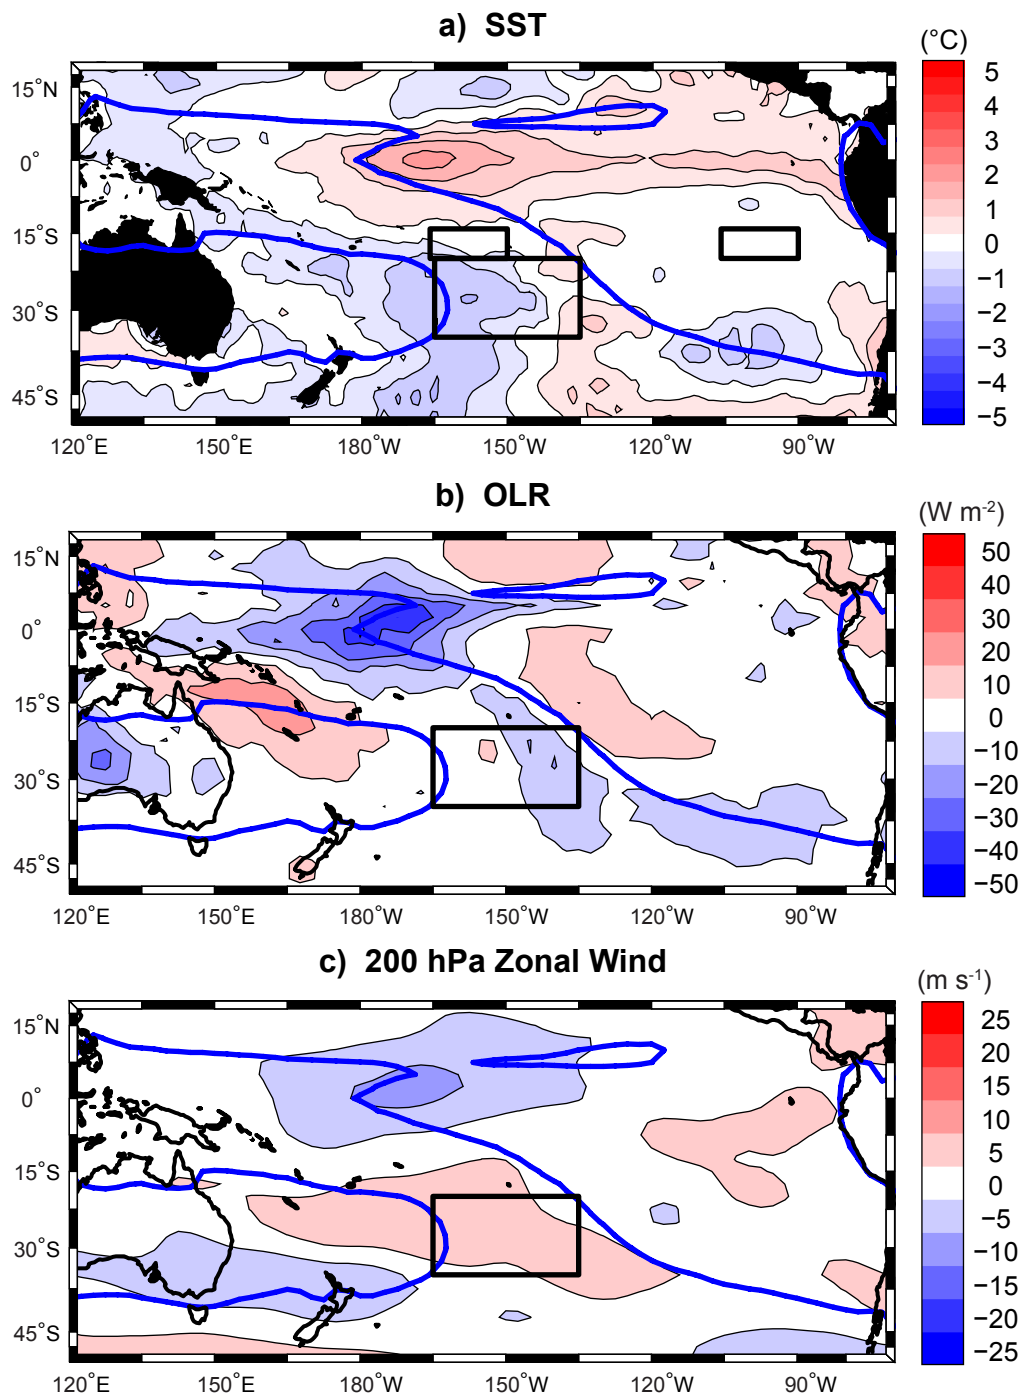 a) SST
(°C)
15°N
0°
15°S
30°S
45°S
120°E 150°E 180°W 150°W 120°W 90°W
5
4
3
2
1
0
−1
−2
−3
−4
−5
b) OLR
(W m-2)
15°N
0°
15°S
30°S
45°S
120°E 150°E 180°W 150°W 120°W 90°W
50
40
30
20
10
0
−10
−20
−30
−40
−50
c) 200 hPa Zonal Wind
(m s-1)
15°N
0°
15°S
30°S
45°S
120°E 150°E 180°W 150°W 120°W 90°W
25
20
15
10
5
0
−5
−10
−15
−20
−25